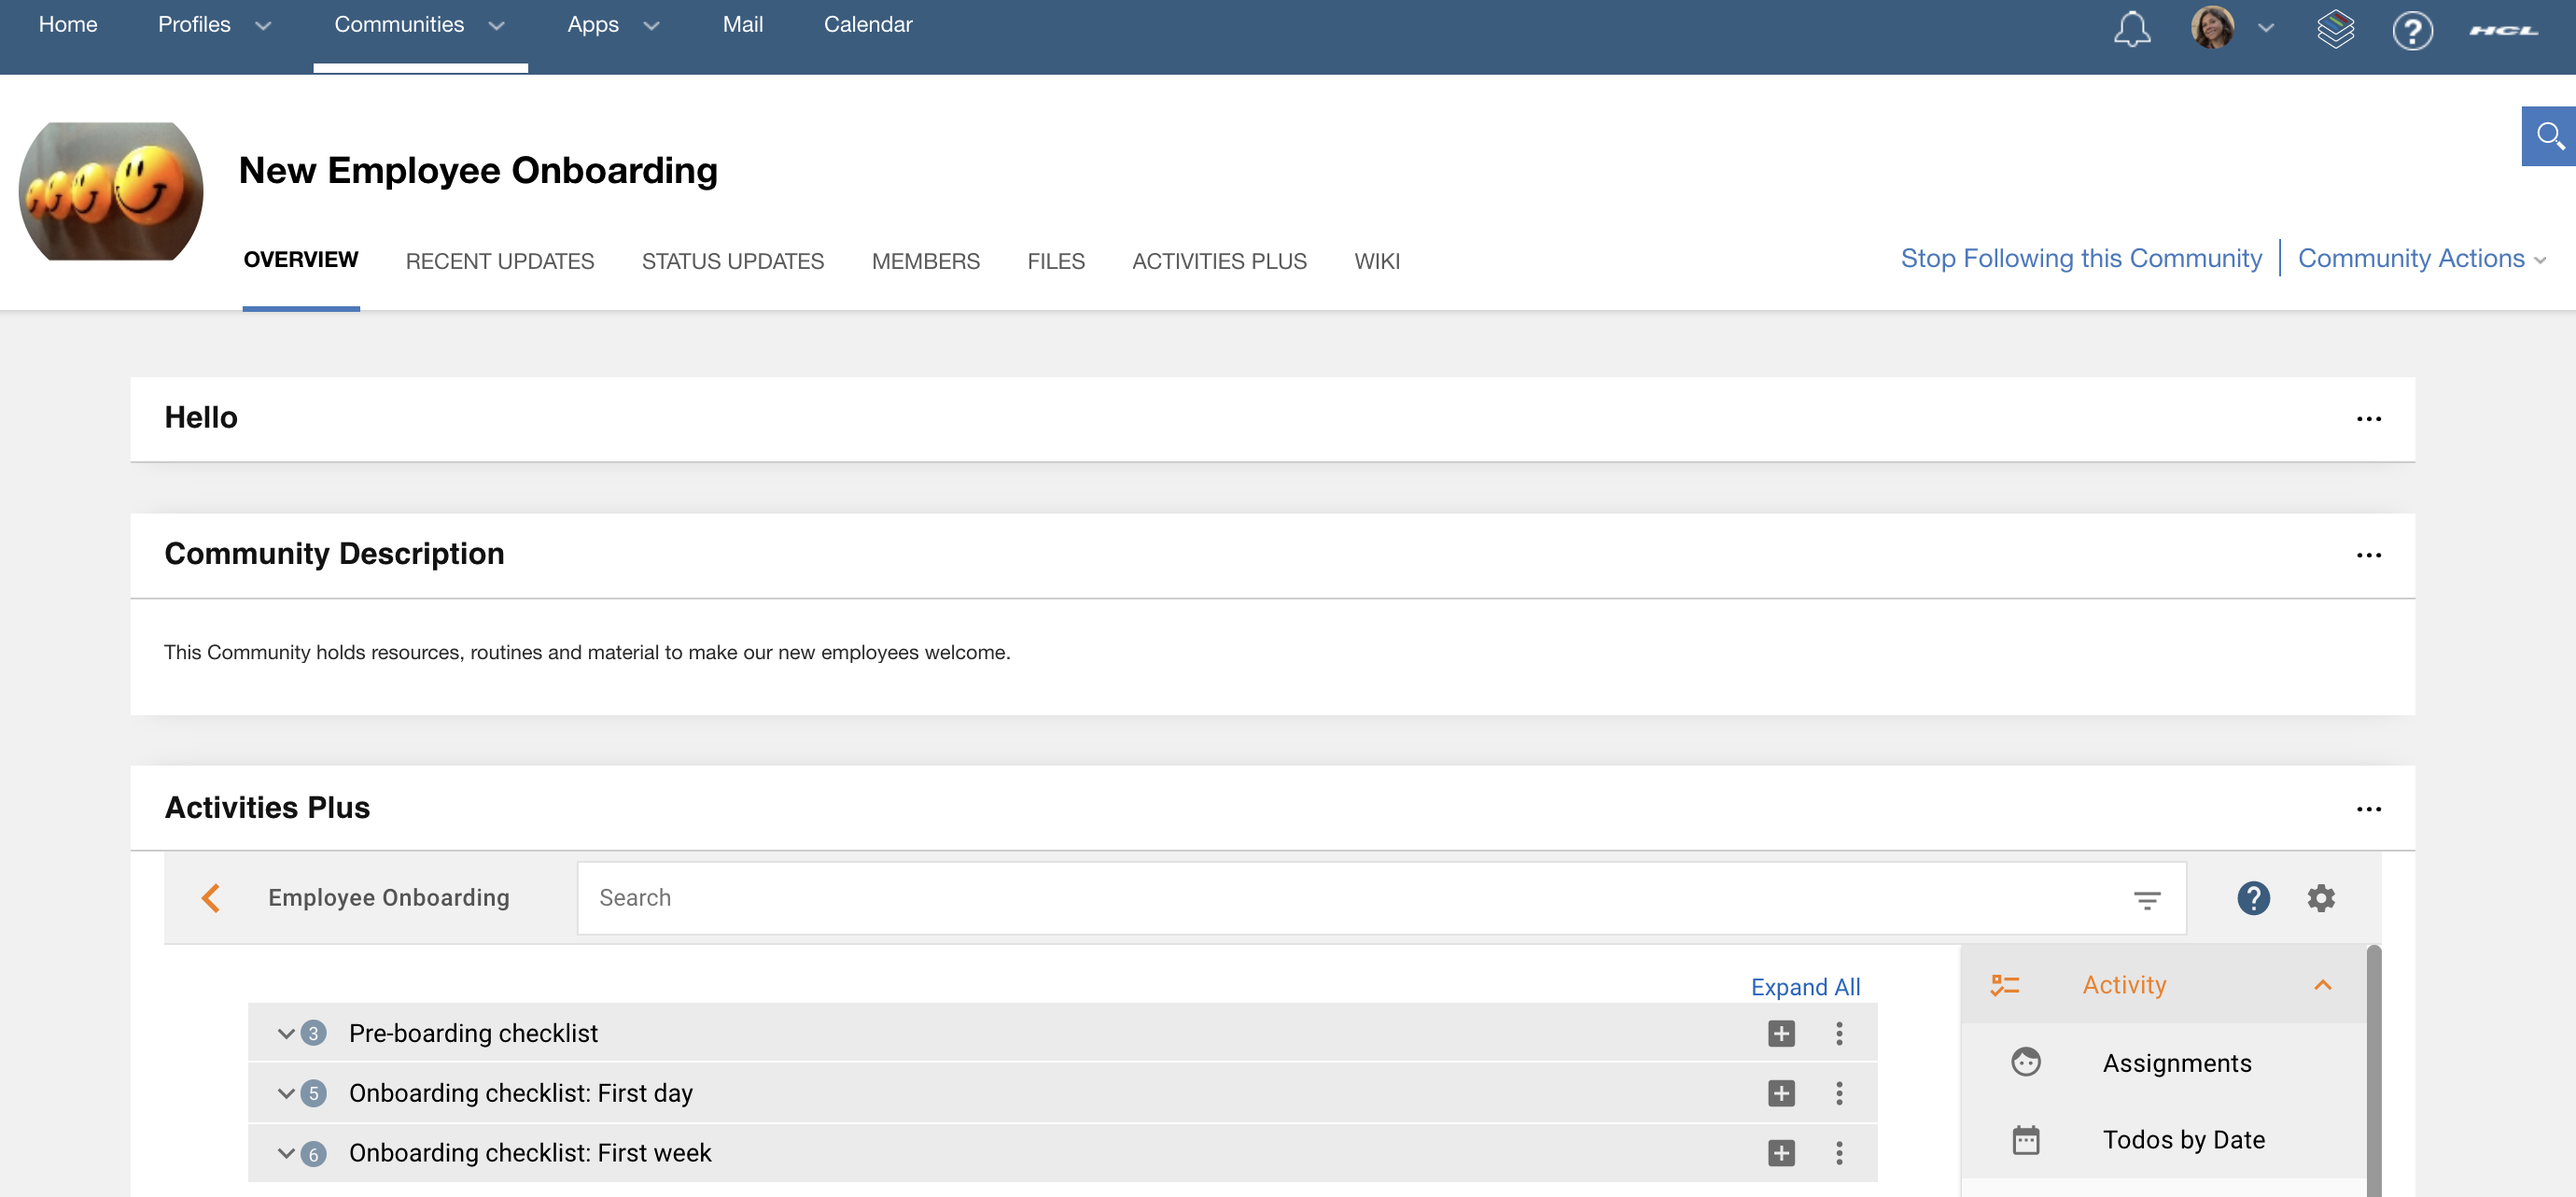 Home Profiles Communities Apps Mail Calendar HCL
New Employee Onboarding
OVERVIEW RECENT UPDATES STATUS UPDATES MEMBERS FILES ACTIVITIES PLUS WIKI Stop Following this Community Community Actions
Hello
Community Description
This Community holds resources, routines and material to make our new employees welcome.
Activities Plus
Employee Onboarding Search ?
Expand All
3 Pre-boarding checklist
5 Onboarding checklist: First day
6 Onboarding checklist: First week
Activity
Assignments
Todos by Date